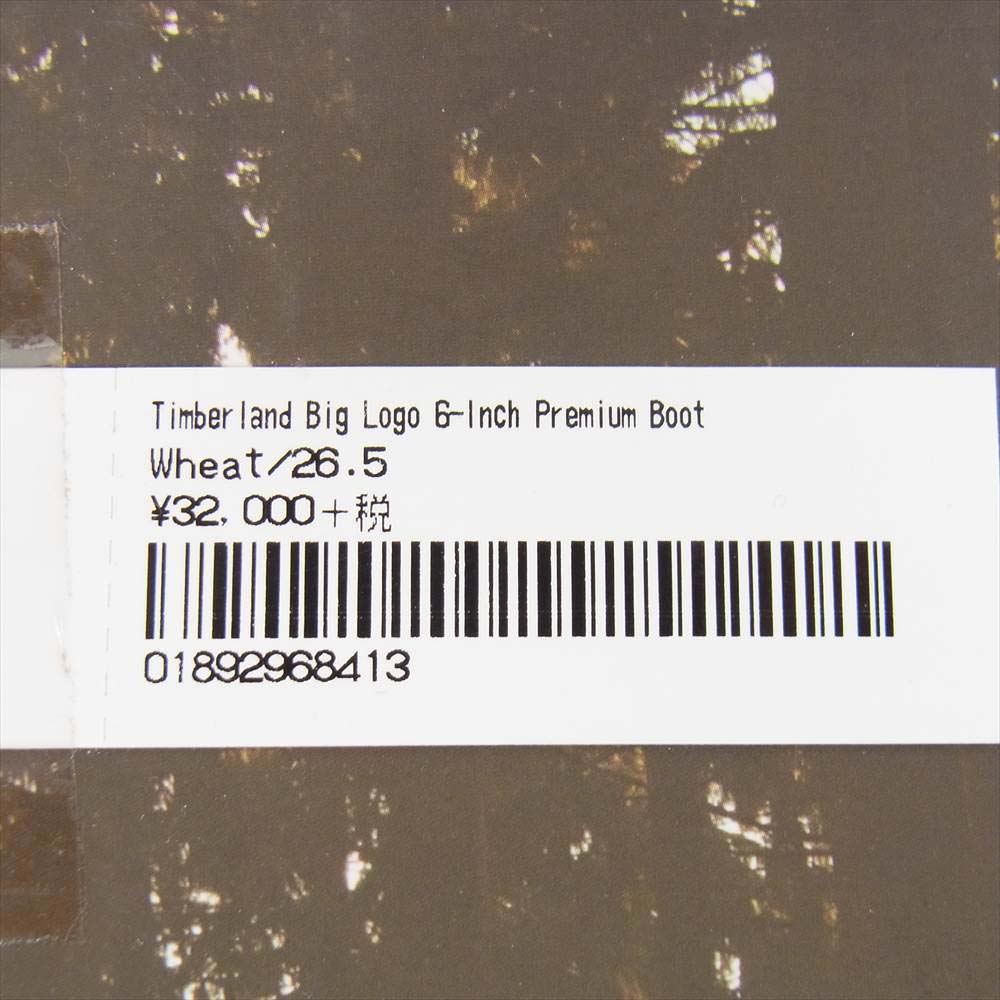 Timberland Big Logo 6-Inch Premium Boot
Wheat/26.5
¥32,000+税
01892968413